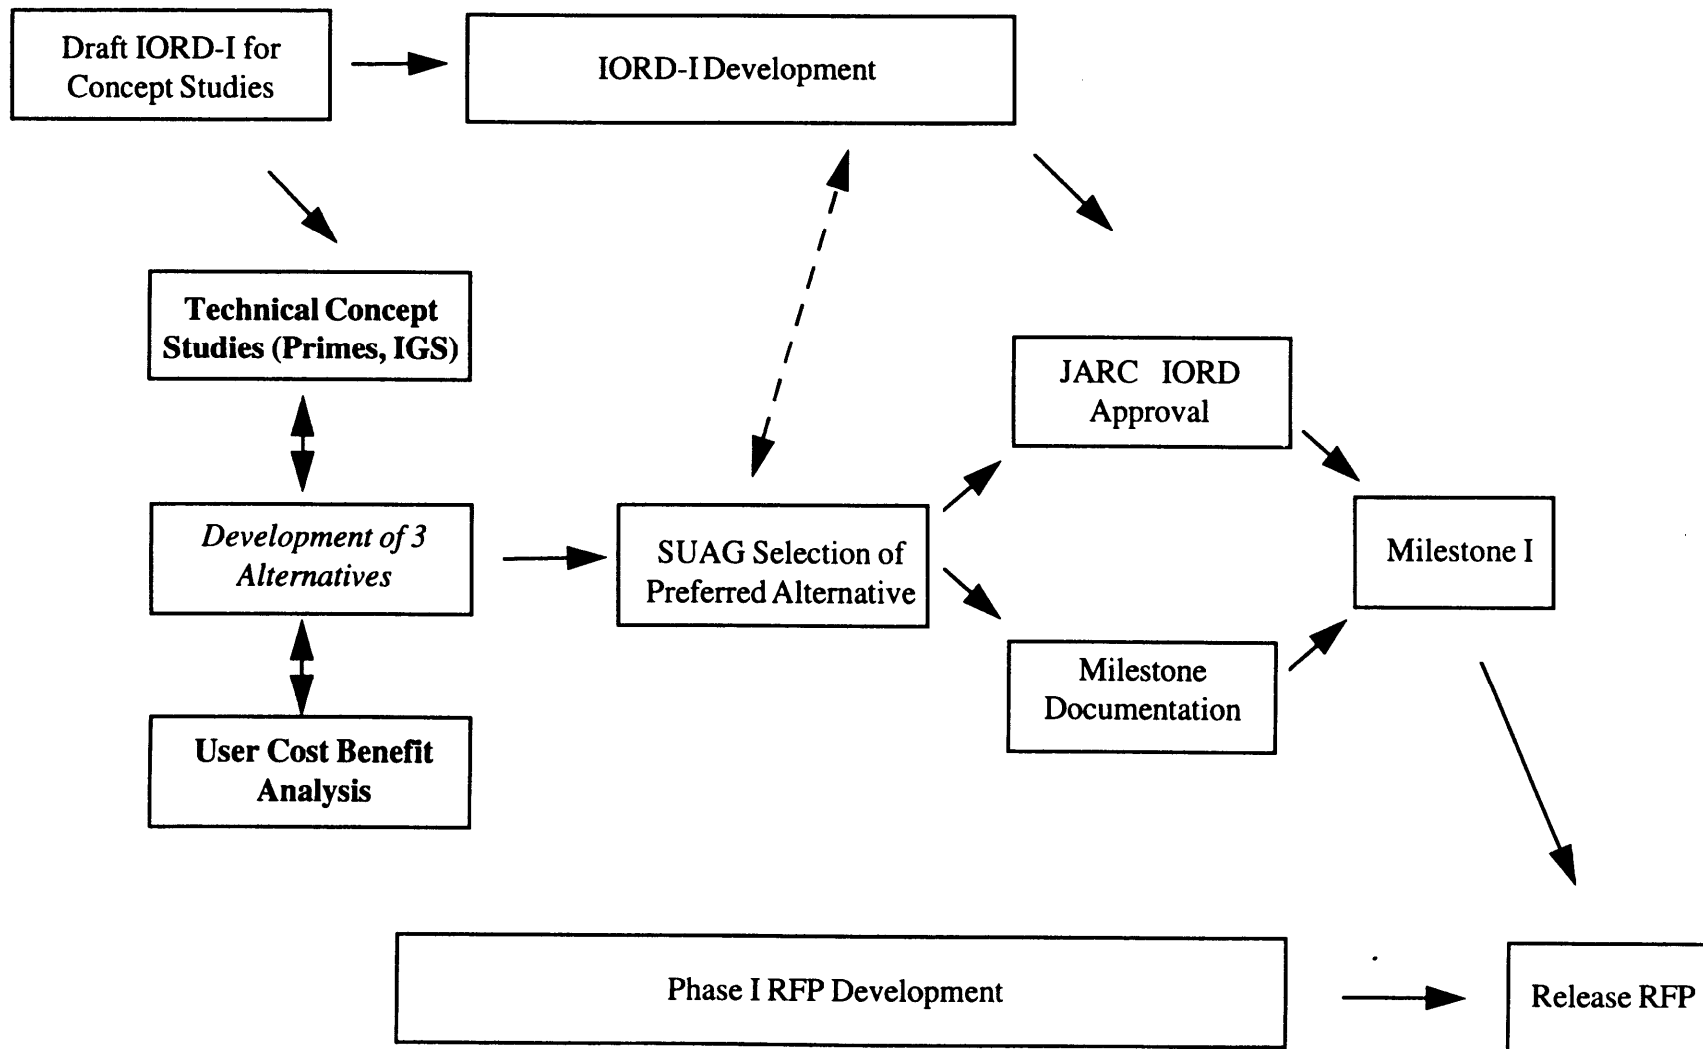 Draft IORD-I for
Concept Studies
IORD-I Development
Technical Concept
Studies (Primes, IGS)
JARC IORD
Approval
Development of 3
Alternatives
SUAG Selection of
Preferred Alternative
Milestone I
Milestone
Documentation
User Cost Benefit
Analysis
Phase I RFP Development
Release RFP